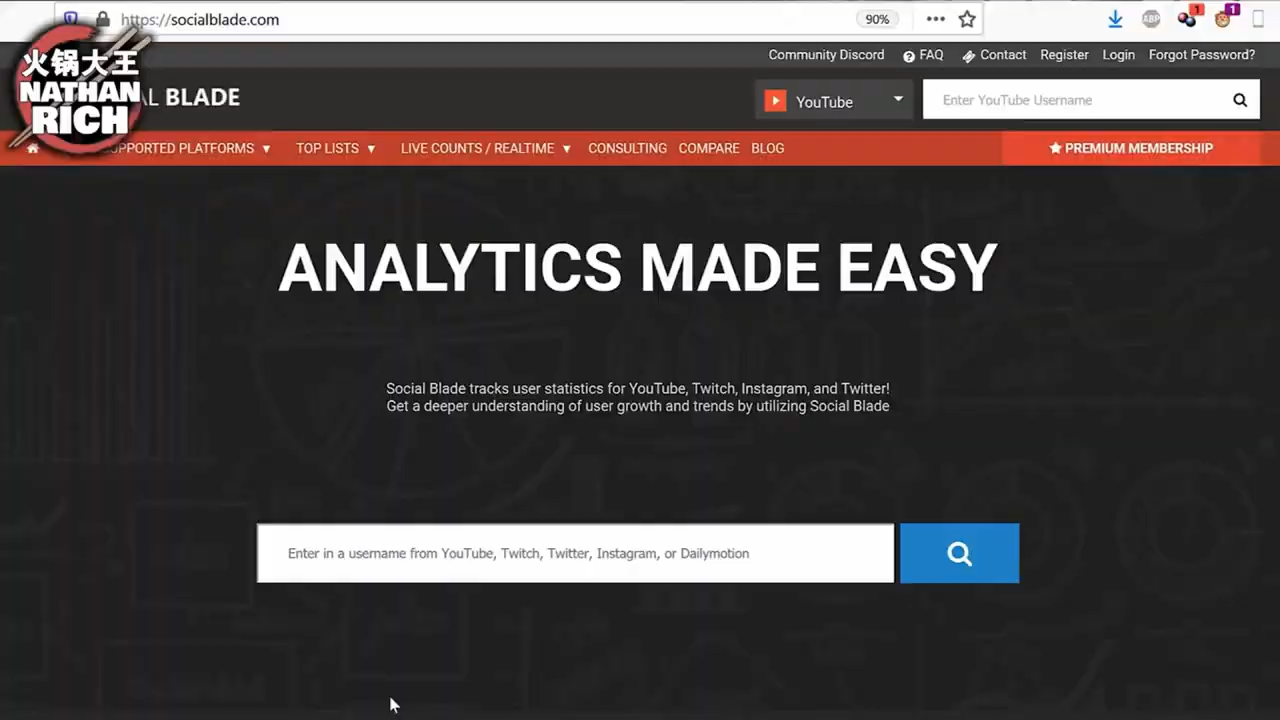 https://socialblade.com
90%
ABP
1
1
火锅大王
NATHAN
RICH
Community Discord
FAQ
Contact
Register
Login
Forgot Password?
AL BLADE
YouTube
Enter YouTube Username
UPPORTED PLATFORMS
TOP LISTS
LIVE COUNTS / REALTIME
CONSULTING
COMPARE
BLOG
PREMIUM MEMBERSHIP
ANALYTICS MADE EASY
Social Blade tracks user statistics for YouTube, Twitch, Instagram, and Twitter!
Get a deeper understanding of user growth and trends by utilizing Social Blade
Enter in a username from YouTube, Twitch, Twitter, Instagram, or Dailymotion